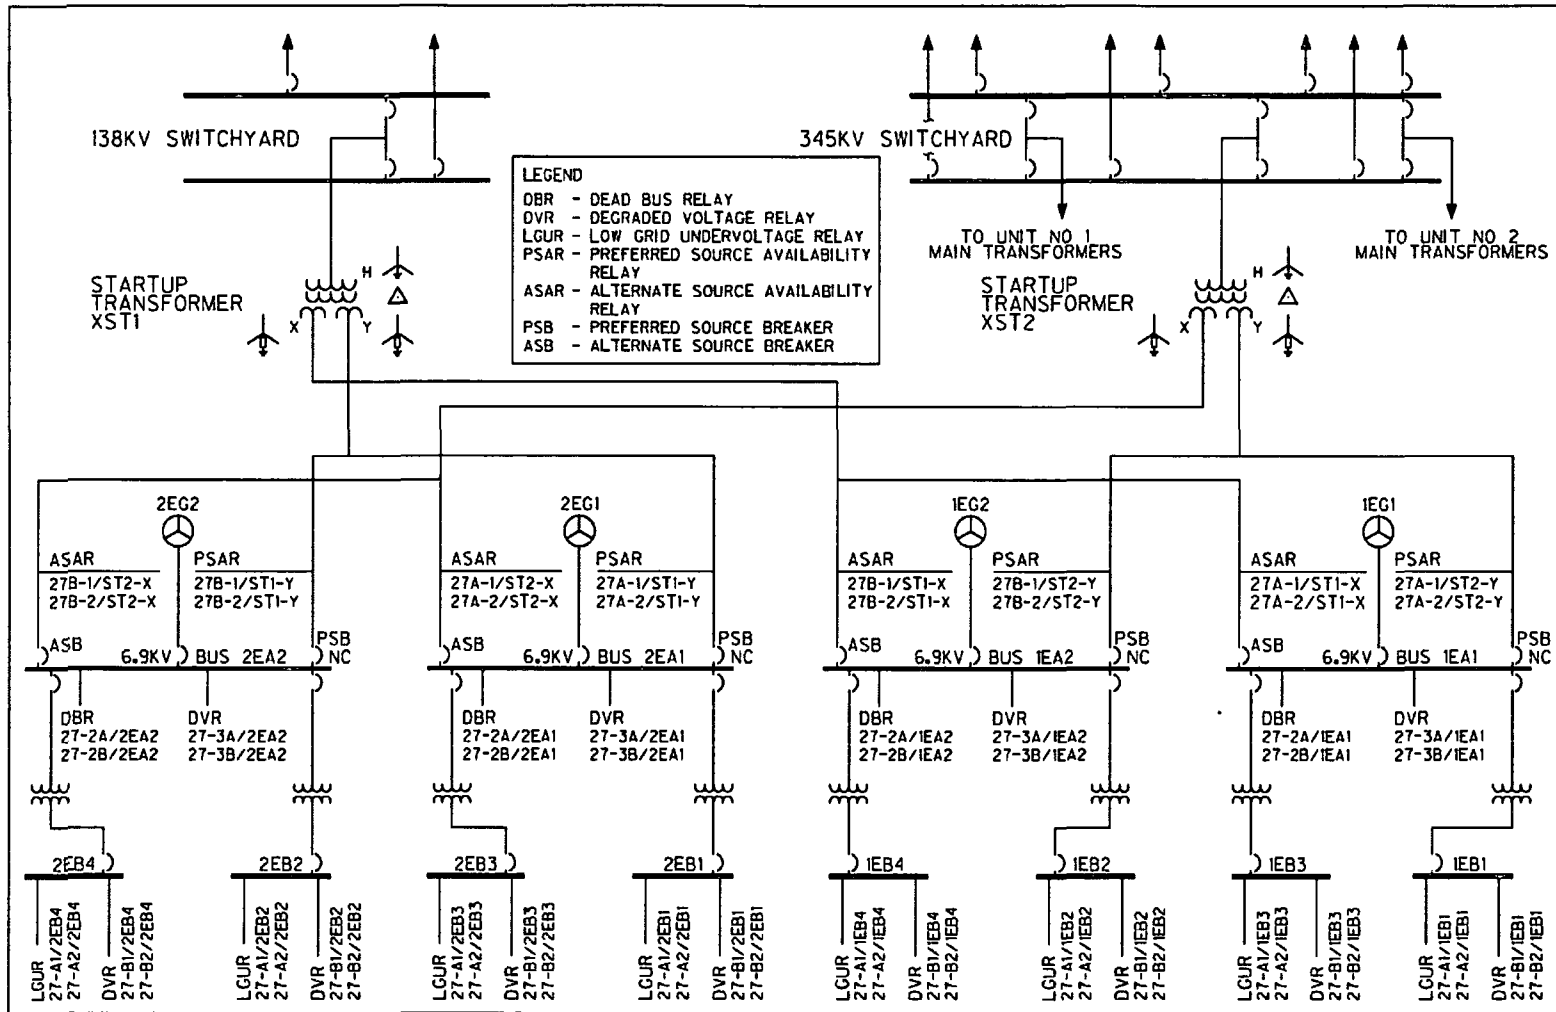 138KV SWITCHYARD
345KV SWITCHYARD
LEGEND
DBR - DEAD BUS RELAY
DVR - DEGRADED VOLTAGE RELAY
LGUR - LOW GRID UNDERVOLTAGE RELAY
PSAR - PREFERRED SOURCE AVAILABILITY
RELAY
ASAR - ALTERNATE SOURCE AVAILABILITY
RELAY
PSB - PREFERRED SOURCE BREAKER
ASB - ALTERNATE SOURCE BREAKER
TO UNIT NO 1
MAIN TRANSFORMERS
TO UNIT NO 2
MAIN TRANSFORMERS
STARTUP
TRANSFORMER
XST1
H
X
Y
STARTUP
TRANSFORMER
XST2
H
X
Y
2EG2
ASAR
27B-1/ST2-X
27B-2/ST2-X
PSAR
27B-1/ST1-Y
27B-2/ST1-Y
ASB
6.9KV
BUS 2EA2
PSB
NC
DBR
27-2A/2EA2
27-2B/2EA2
DVR
27-3A/2EA2
27-3B/2EA2
2EG1
ASAR
27A-1/ST2-X
27A-2/ST2-X
PSAR
27A-1/ST1-Y
27A-2/ST1-Y
ASB
6.9KV
BUS 2EA1
PSB
NC
DBR
27-2A/2EA1
27-2B/2EA1
DVR
27-3A/2EA1
27-3B/2EA1
1EG2
ASAR
27B-1/ST1-X
27B-2/ST1-X
PSAR
27B-1/ST2-Y
27B-2/ST2-Y
ASB
6.9KV
BUS 1EA2
PSB
NC
DBR
27-2A/1EA2
27-2B/1EA2
DVR
27-3A/1EA2
27-3B/1EA2
1EG1
ASAR
27A-1/ST1-X
27A-2/ST1-X
PSAR
27A-1/ST2-Y
27A-2/ST2-Y
ASB
6.9KV
BUS 1EA1
PSB
NC
DBR
27-2A/1EA1
27-2B/1EA1
DVR
27-3A/1EA1
27-3B/1EA1
2EB4
LGUR
27-A1/2EB4
27-A2/2EB4
DVR
27-B1/2EB4
27-B2/2EB4
2EB2
LGUR
27-A1/2EB2
27-A2/2EB2
DVR
27-B1/2EB2
27-B2/2EB2
2EB3
LGUR
27-A1/2EB3
27-A2/2EB3
DVR
27-B1/2EB3
27-B2/2EB3
2EB1
LGUR
27-A1/2EB1
27-A2/2EB1
DVR
27-B1/2EB1
27-B2/2EB1
1EB4
LGUR
27-A1/1EB4
27-A2/1EB4
DVR
27-B1/1EB4
27-B2/1EB4
1EB2
LGUR
27-A1/1EB2
27-A2/1EB2
DVR
27-B1/1EB2
27-B2/1EB2
1EB3
LGUR
27-A1/1EB3
27-A2/1EB3
DVR
27-B1/1EB3
27-B2/1EB3
1EB1
LGUR
27-A1/1EB1
27-A2/1EB1
DVR
27-B1/1EB1
27-B2/1EB1